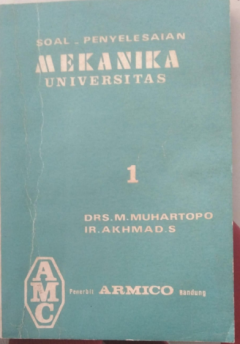 SOAL - PENYELESAIAN
MEKANIKA
UNIVERSITAS
1
DRS.M.MUHARTOPO
IR.AKHMAD.S
AMC
Penerbit ARMICO Bandung